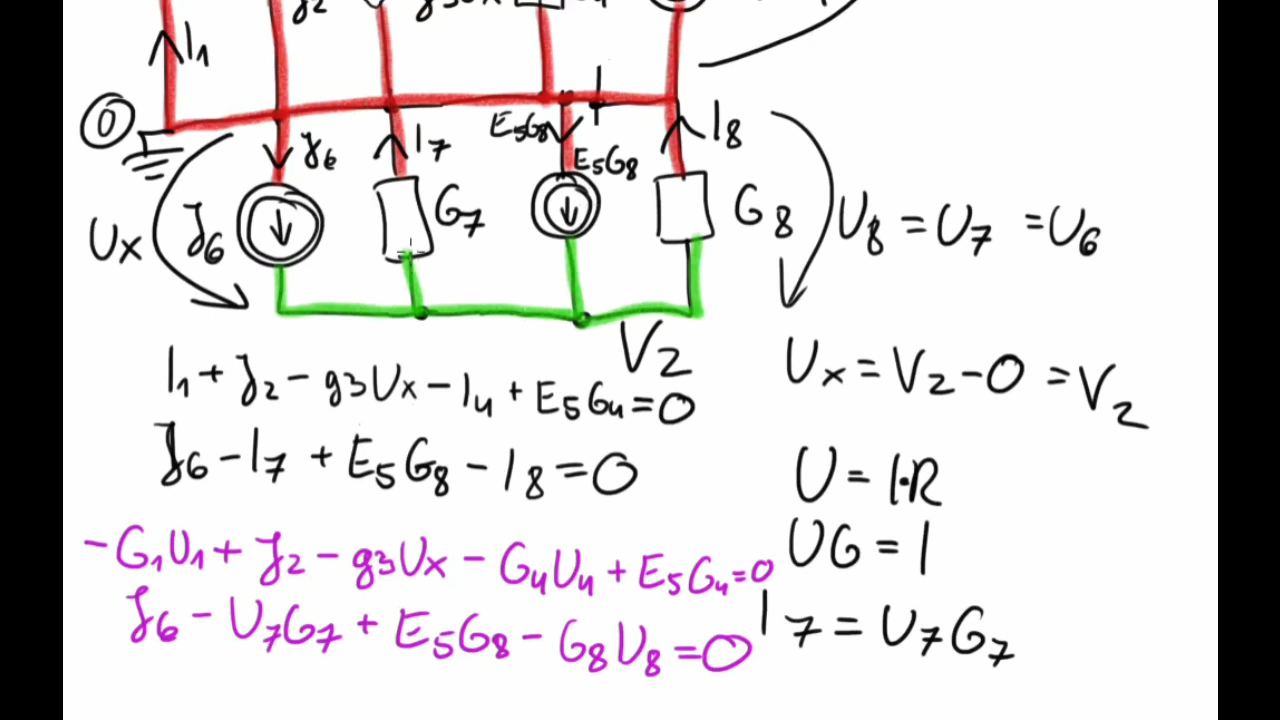 I1
0
E5G8
J6
I7
E5G8
I8
Ux
J6
G7
G8
U8 = U7 = U6
V2
I1 + J2 - g3Ux - I4 + E5G4 = 0
Ux = V2 - 0 = V2
J6 - I7 + E5G8 - I8 = 0
U = I·R
-G1U1 + J2 - g3Ux - G4U4 + E5G4 = 0
UG = I
J6 - U7G7 + E5G8 - G8U8 = 0
I7 = U7G7